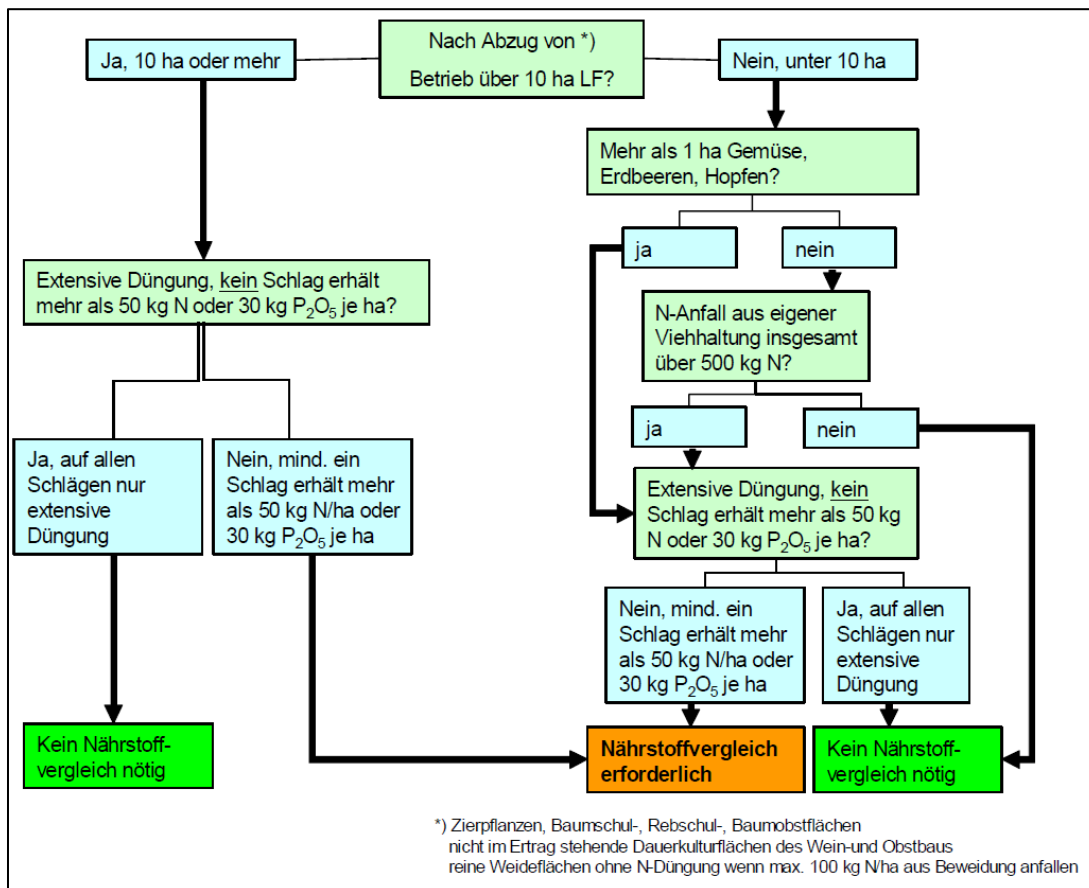 Nach Abzug von *)
Betrieb über 10 ha LF?
Ja, 10 ha oder mehr
Nein, unter 10 ha
Mehr als 1 ha Gemüse,
Erdbeeren, Hopfen?
ja
nein
Extensive Düngung, kein Schlag erhält
mehr als 50 kg N oder 30 kg P₂O₅ je ha?
N-Anfall aus eigener
Viehhaltung insgesamt
über 500 kg N?
ja
nein
Ja, auf allen
Schlägen nur
extensive
Düngung
Nein, mind. ein
Schlag erhält mehr
als 50 kg N/ha oder
30 kg P₂O₅ je ha
Extensive Düngung, kein
Schlag erhält mehr als 50 kg
N oder 30 kg P₂O₅ je ha?
Nein, mind. ein
Schlag erhält mehr
als 50 kg N/ha oder
30 kg P₂O₅ je ha
Ja, auf allen
Schlägen nur
extensive
Düngung
Kein Nährstoff-
vergleich nötig
Nährstoffvergleich
erforderlich
Kein Nährstoff-
vergleich nötig
*) Zierpflanzen, Baumschul-, Rebschul-, Baumobstflächen
nicht im Ertrag stehende Dauerkulturflächen des Wein-und Obstbaus
reine Weideflächen ohne N-Düngung wenn max. 100 kg N/ha aus Beweidung anfallen